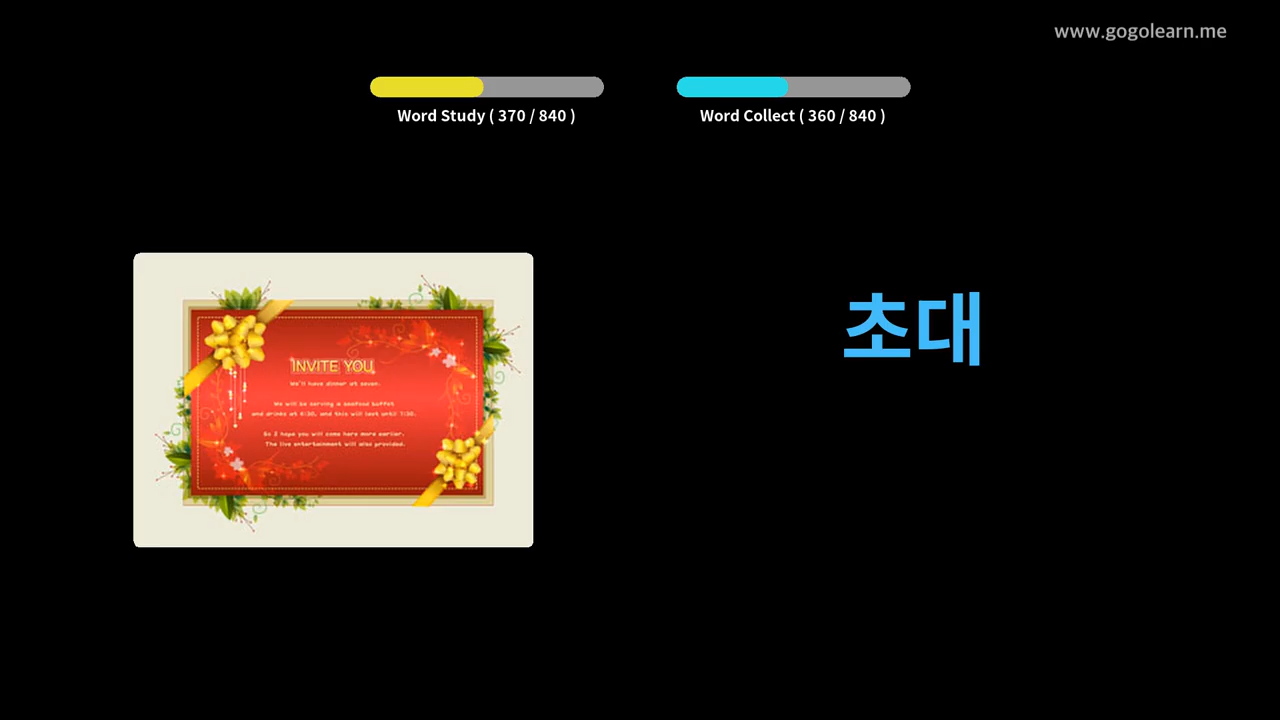 www.gogolearn.me
Word Study ( 370 / 840 )
Word Collect ( 360 / 840 )
초대
INVITE YOU
We'll have dinner at seven.
We will be serving a seafood buffet
and drinks at 6:30, and this will last until 7:30.
So I hope you will come here more earlier.
The live entertainment will also provided.